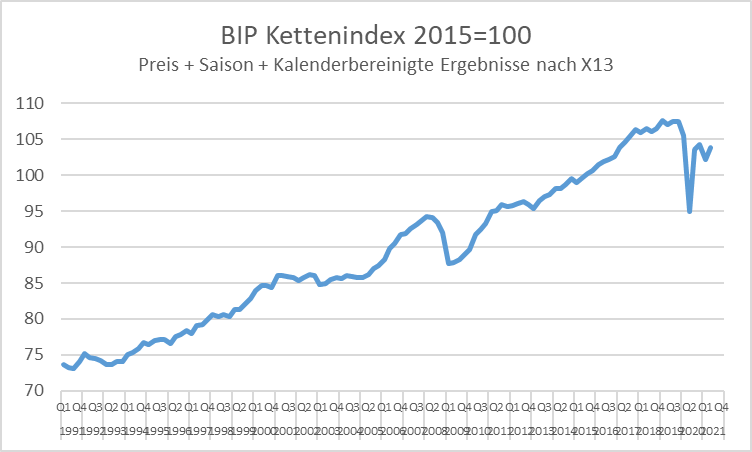 BIP Kettenindex 2015=100
Preis + Saison + Kalenderbereinigte Ergebnisse nach X13
110
105
100
95
90
85
80
75
70
Q1 Q4 Q3 Q2 Q1 Q4 Q3 Q2 Q1 Q4 Q3 Q2 Q1 Q4 Q3 Q2 Q1 Q4 Q3 Q2 Q1 Q4 Q3 Q2 Q1 Q4 Q3 Q2 Q1 Q4 Q3 Q2 Q1 Q4 Q3 Q2 Q1 Q4 Q3 Q2 Q1 Q4
1991 1992 1993 1994 1995 1996 1997 1998 1999 2000 2001 2002 2003 2004 2005 2006 2007 2008 2009 2010 2011 2012 2013 2014 2015 2016 2017 2018 2019 2020 2021